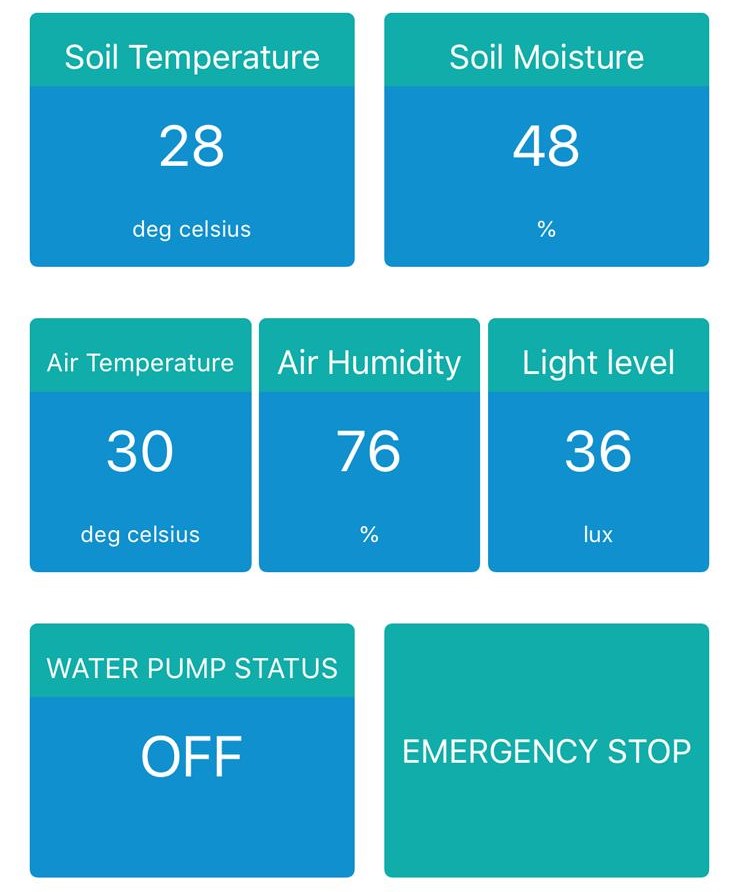 Soil Temperature
28
deg celsius
Soil Moisture
48
%
Air Temperature
30
deg celsius
Air Humidity
76
%
Light level
36
lux
WATER PUMP STATUS
OFF
EMERGENCY STOP